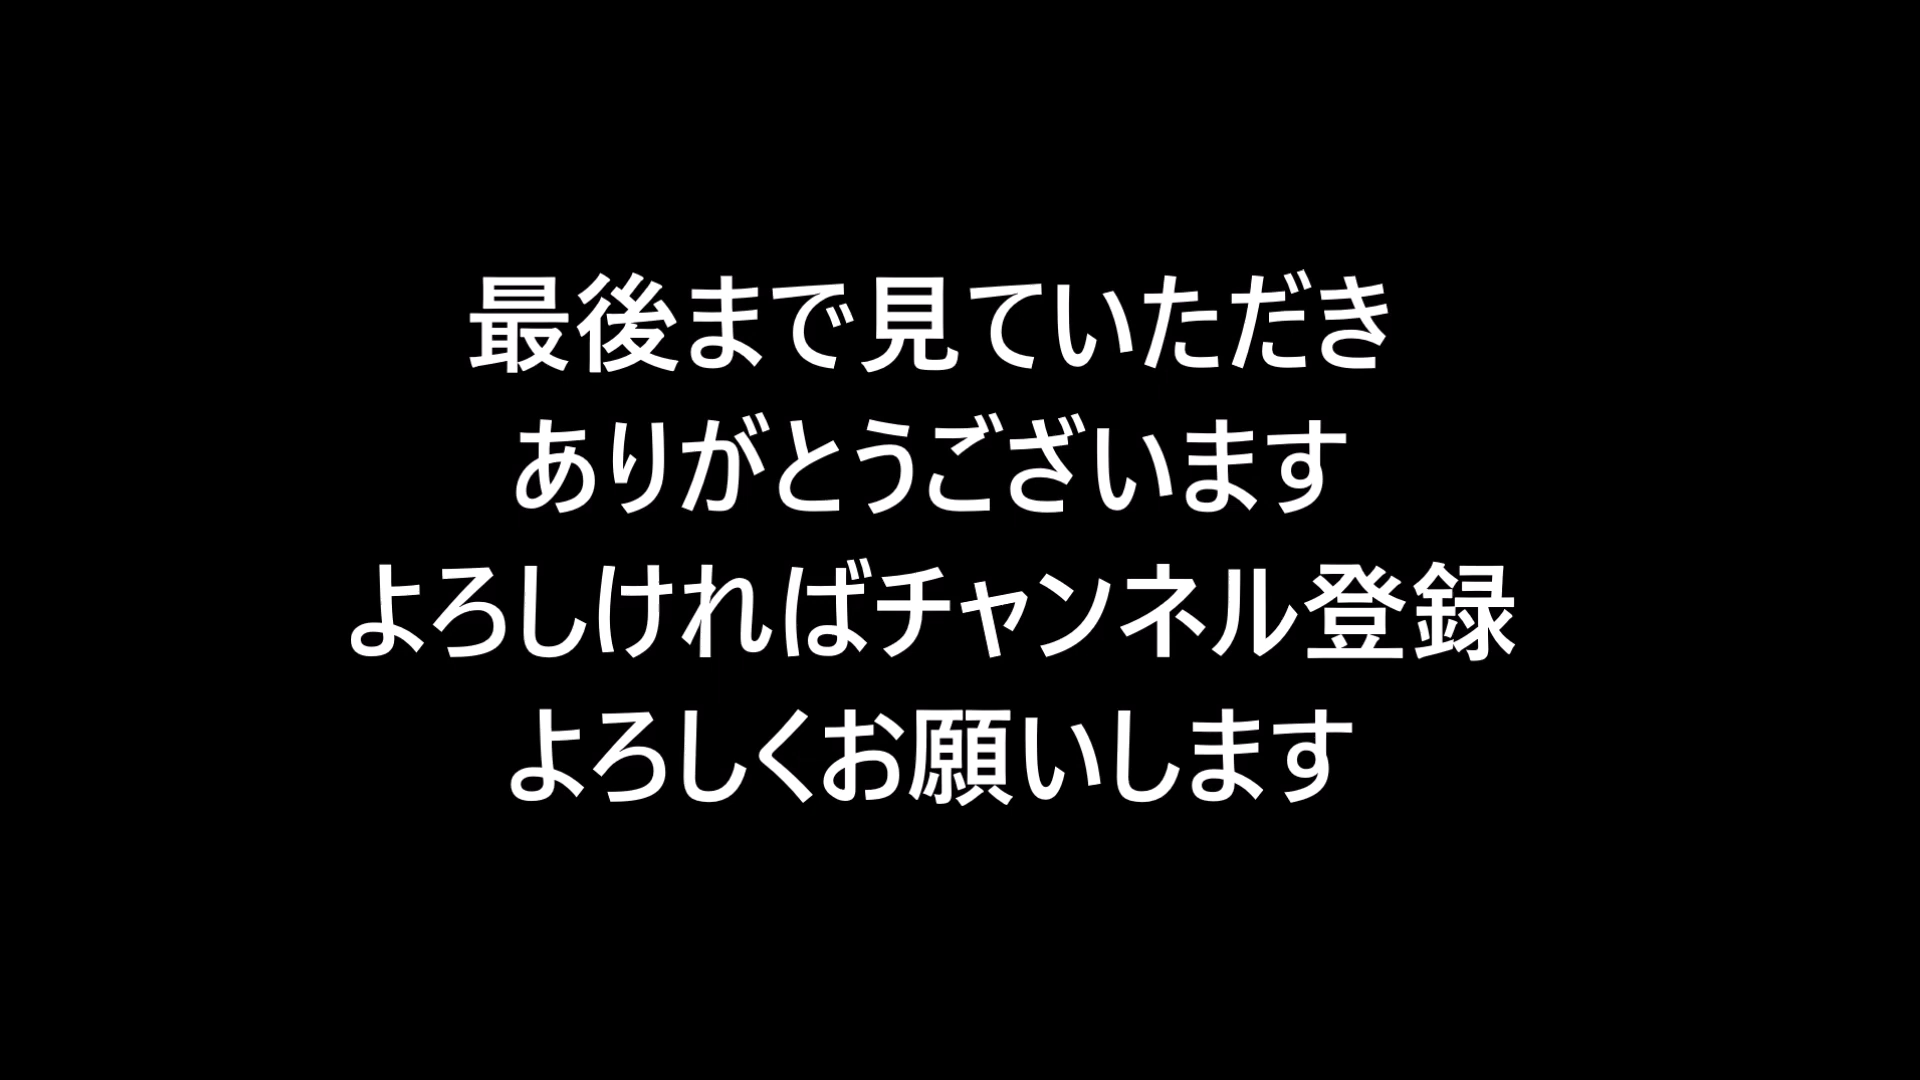 最後まで見ていただき
ありがとうございます
よろしければチャンネル登録
よろしくお願いします